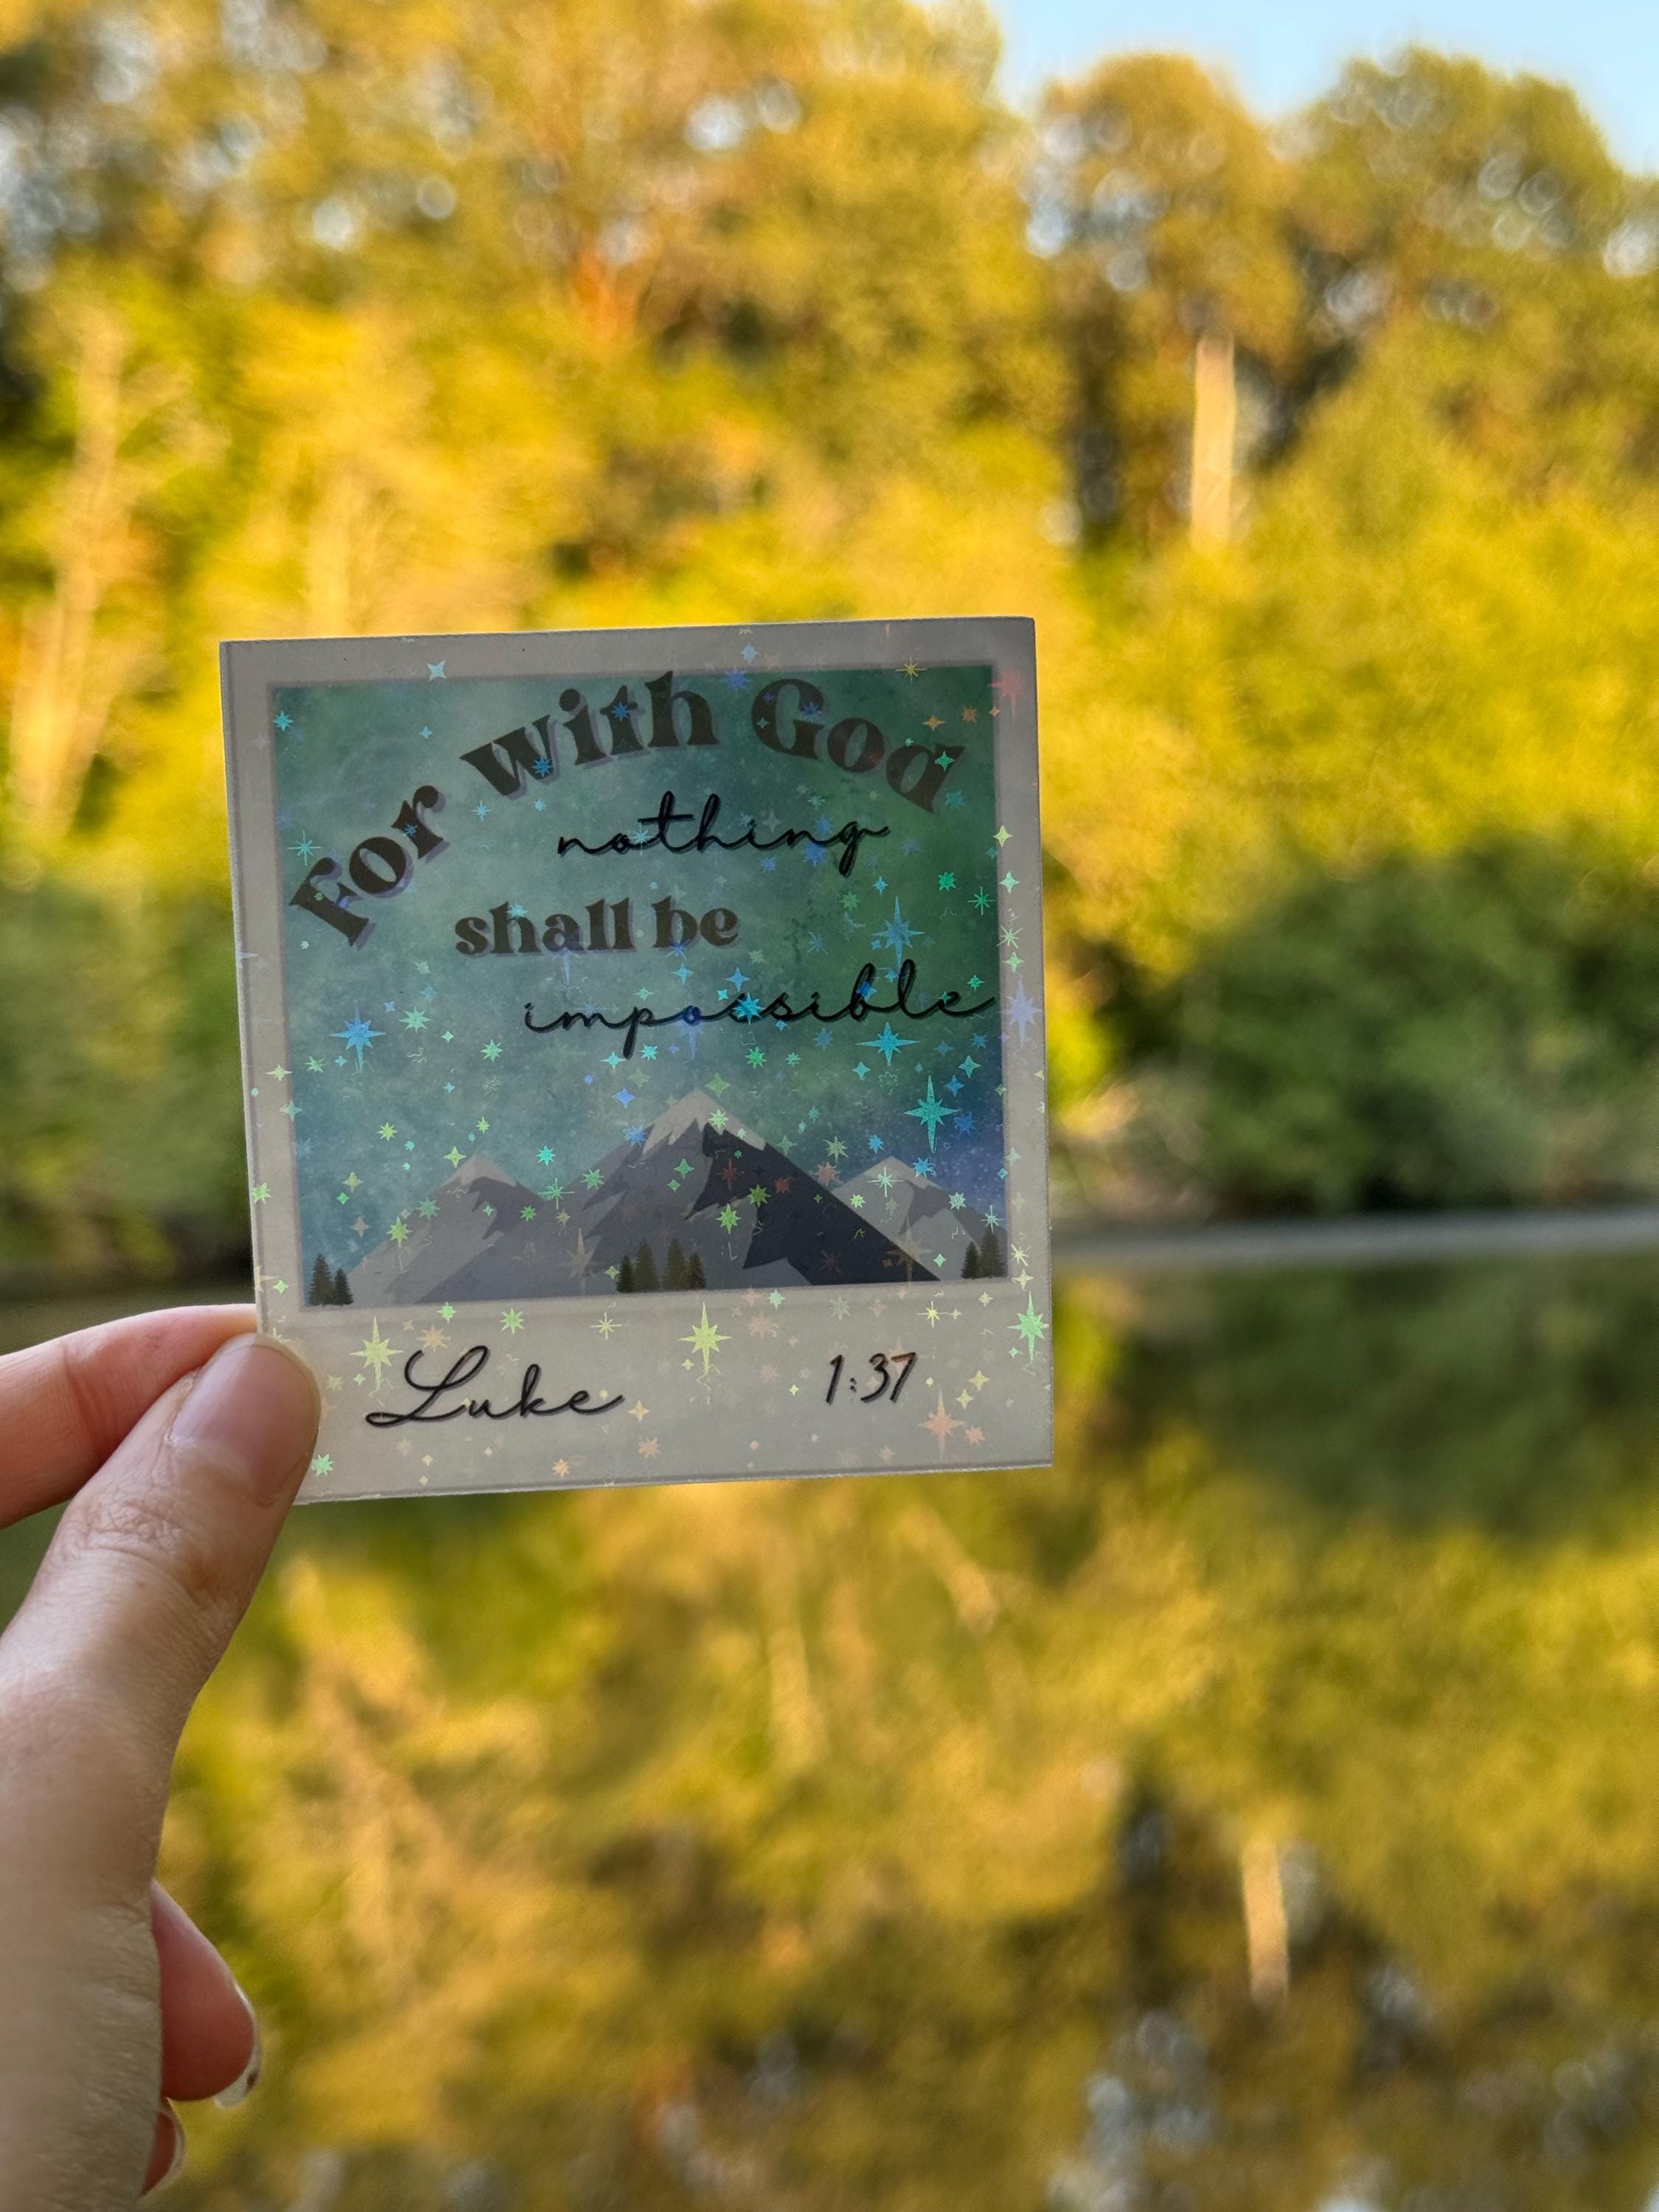 For With God
nothing
shall be
impossible
Luke 1:37